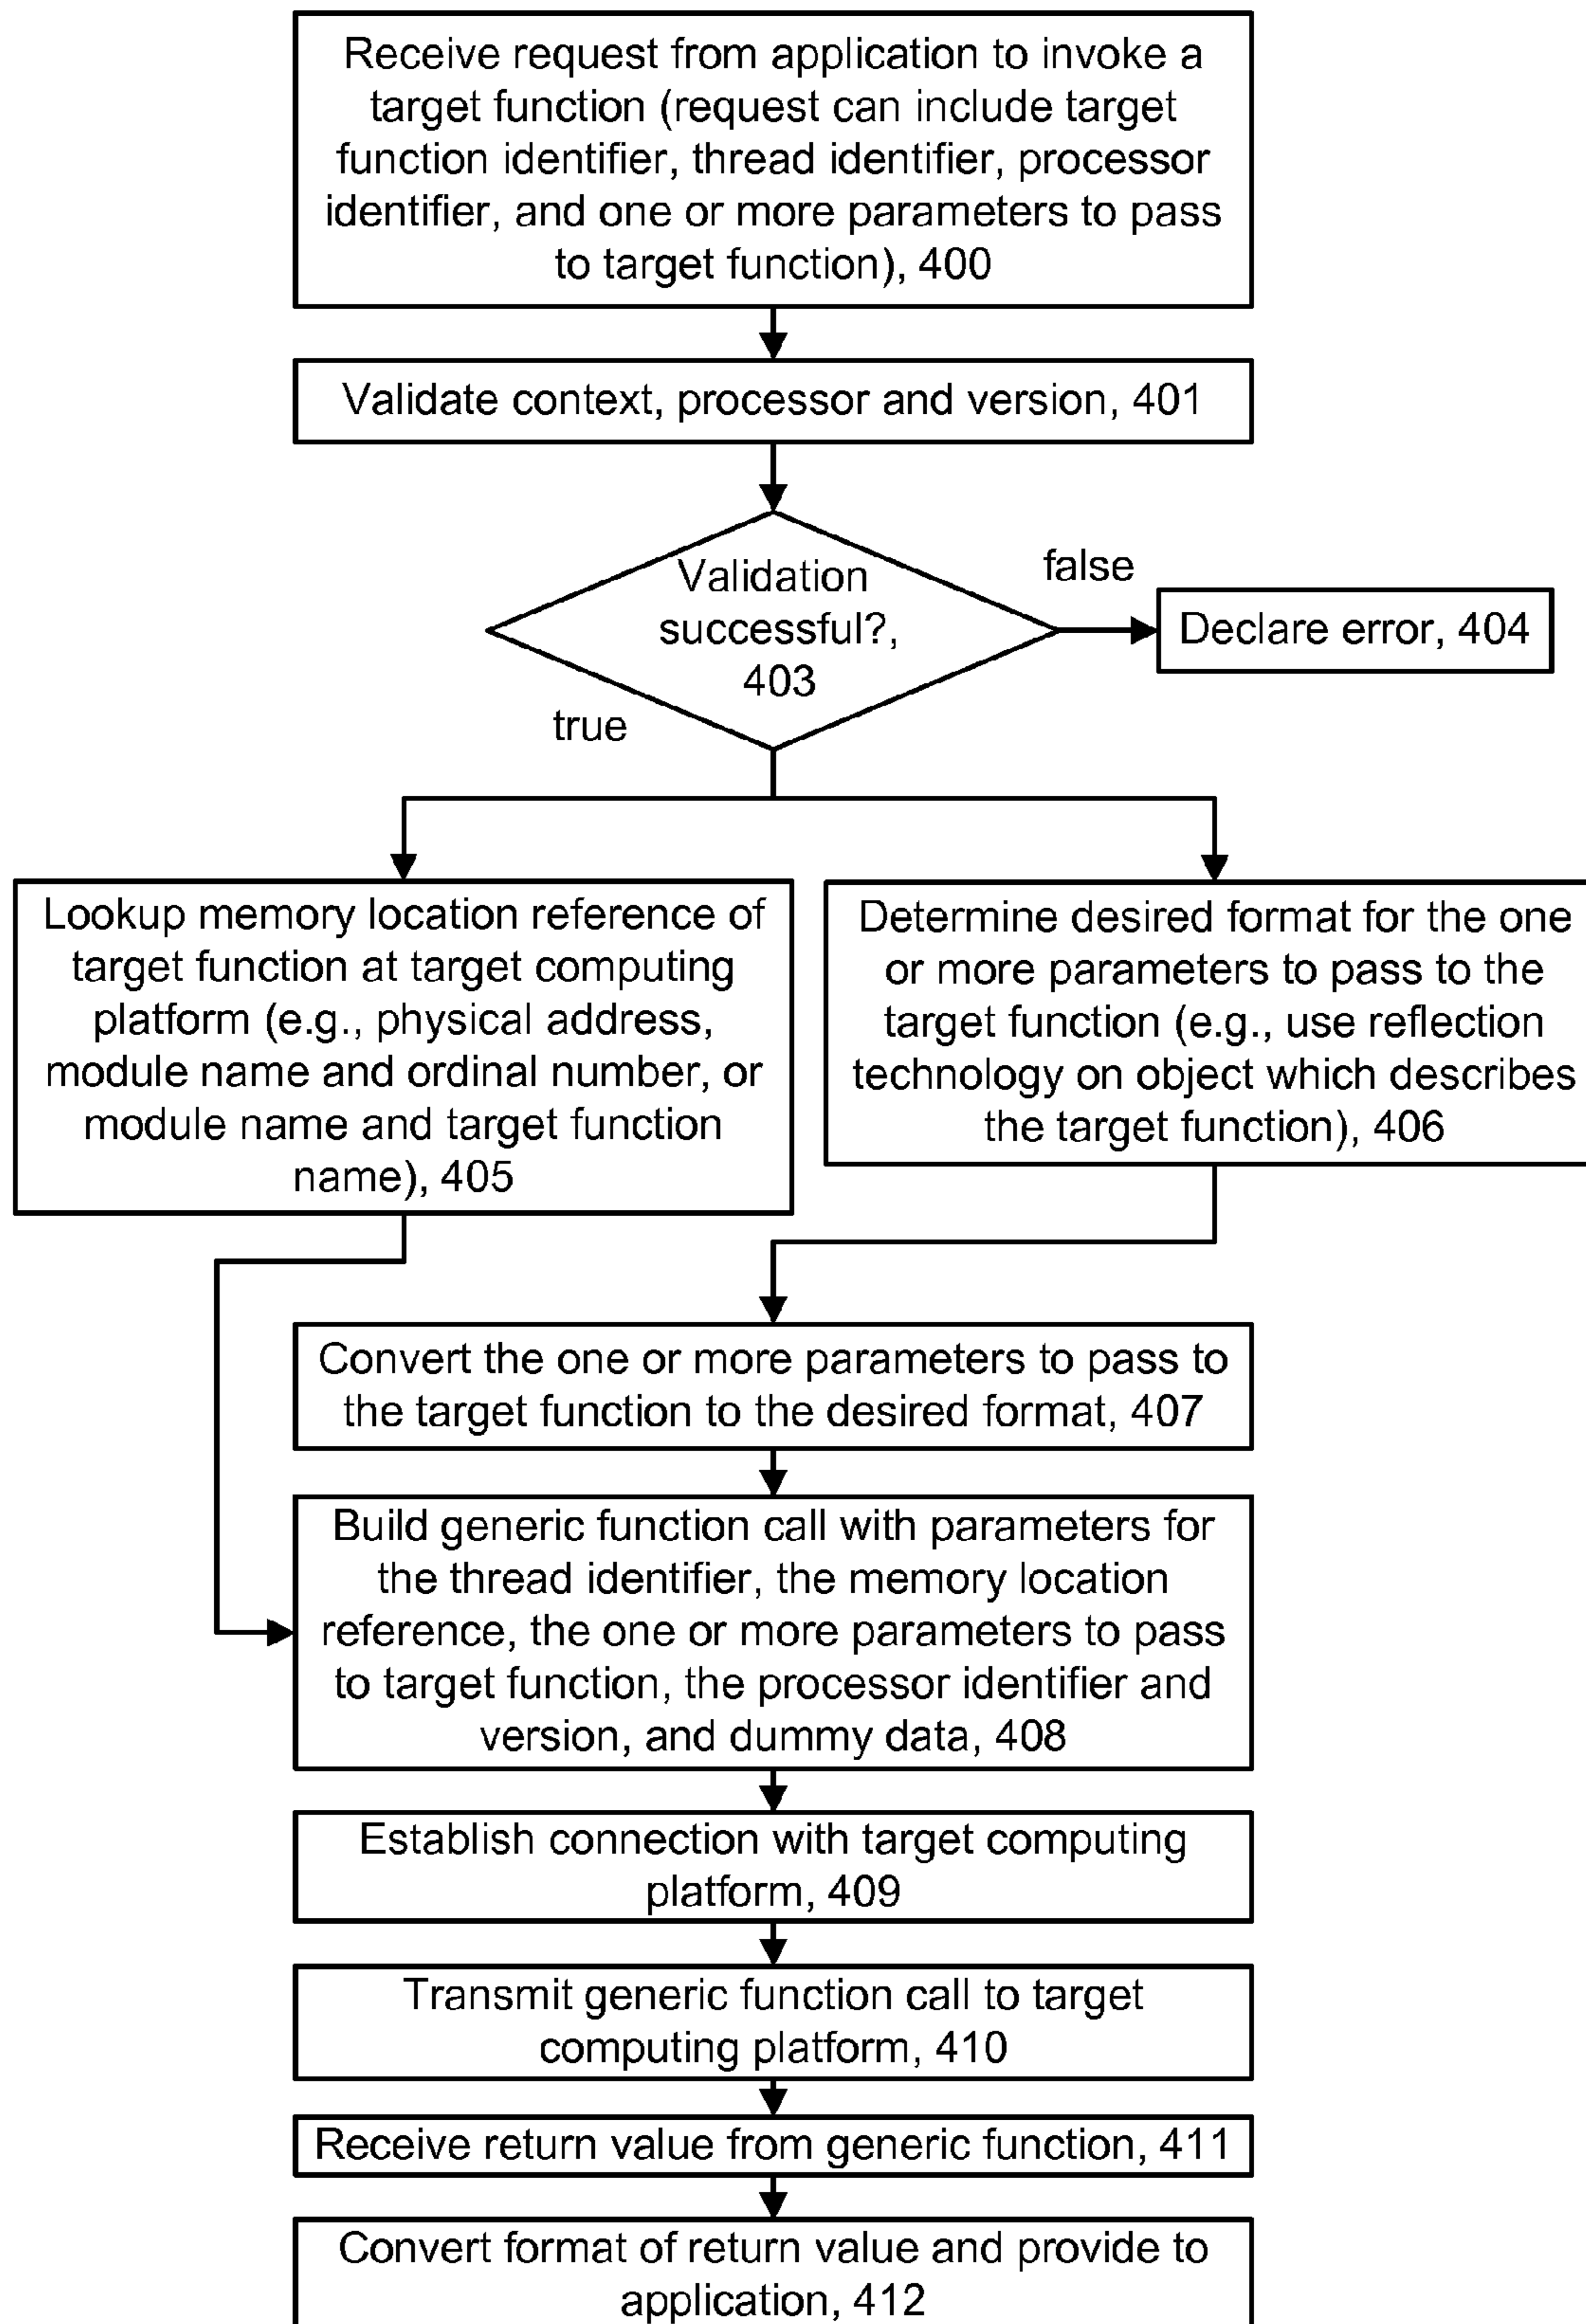 Receive request from application to invoke a
target function (request can include target
function identifier, thread identifier, processor
identifier, and one or more parameters to pass
to target function), 400
Validate context, processor and version, 401
Validation
successful?,
403
false
Declare error, 404
true
Lookup memory location reference of
target function at target computing
platform (e.g., physical address,
module name and ordinal number, or
module name and target function
name), 405
Determine desired format for the one
or more parameters to pass to the
target function (e.g., use reflection
technology on object which describes
the target function), 406
Convert the one or more parameters to pass to
the target function to the desired format, 407
Build generic function call with parameters for
the thread identifier, the memory location
reference, the one or more parameters to pass
to target function, the processor identifier and
version, and dummy data, 408
Establish connection with target computing
platform, 409
Transmit generic function call to target
computing platform, 410
Receive return value from generic function, 411
Convert format of return value and provide to
application, 412